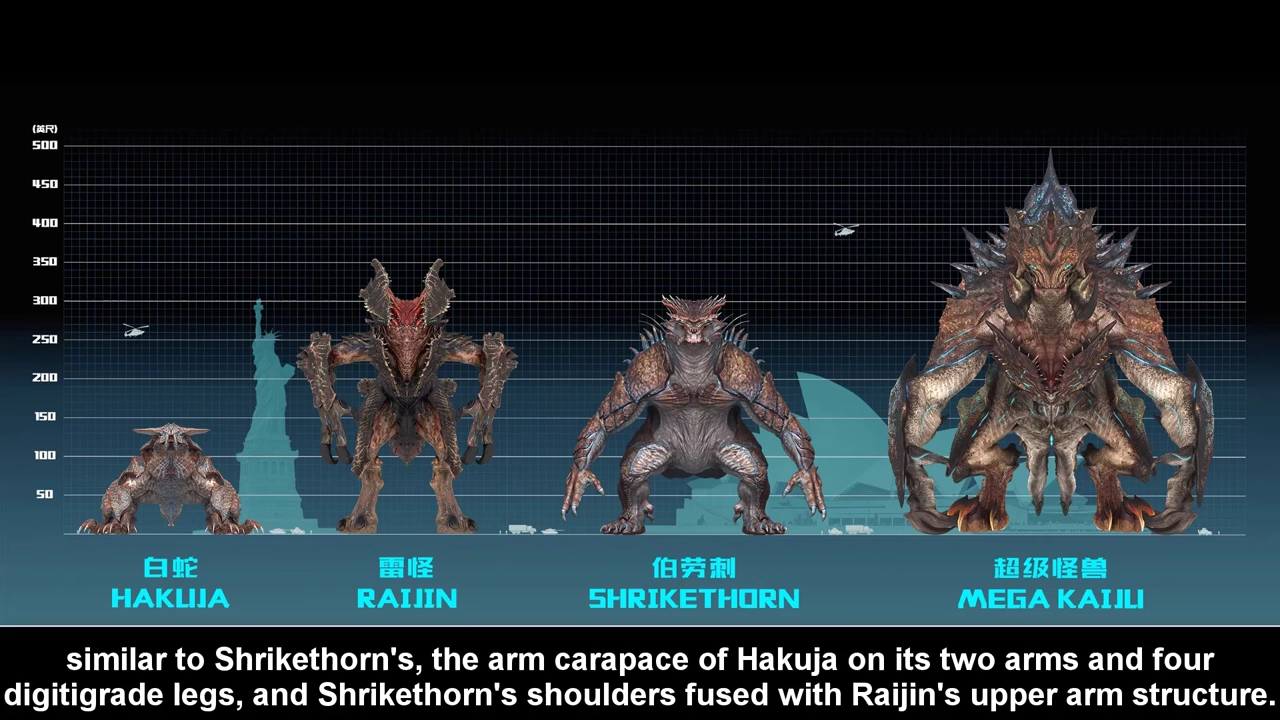 (英尺)
500
450
400
350
300
250
200
150
100
50
白蛇
HAKUJA
雷怪
RAIJIN
伯劳刺
SHRIKETHORN
超级怪兽
MEGA KAIJU
similar to Shrikethorn's, the arm carapace of Hakuja on its two arms and four
digitigrade legs, and Shrikethorn's shoulders fused with Raijin's upper arm structure.